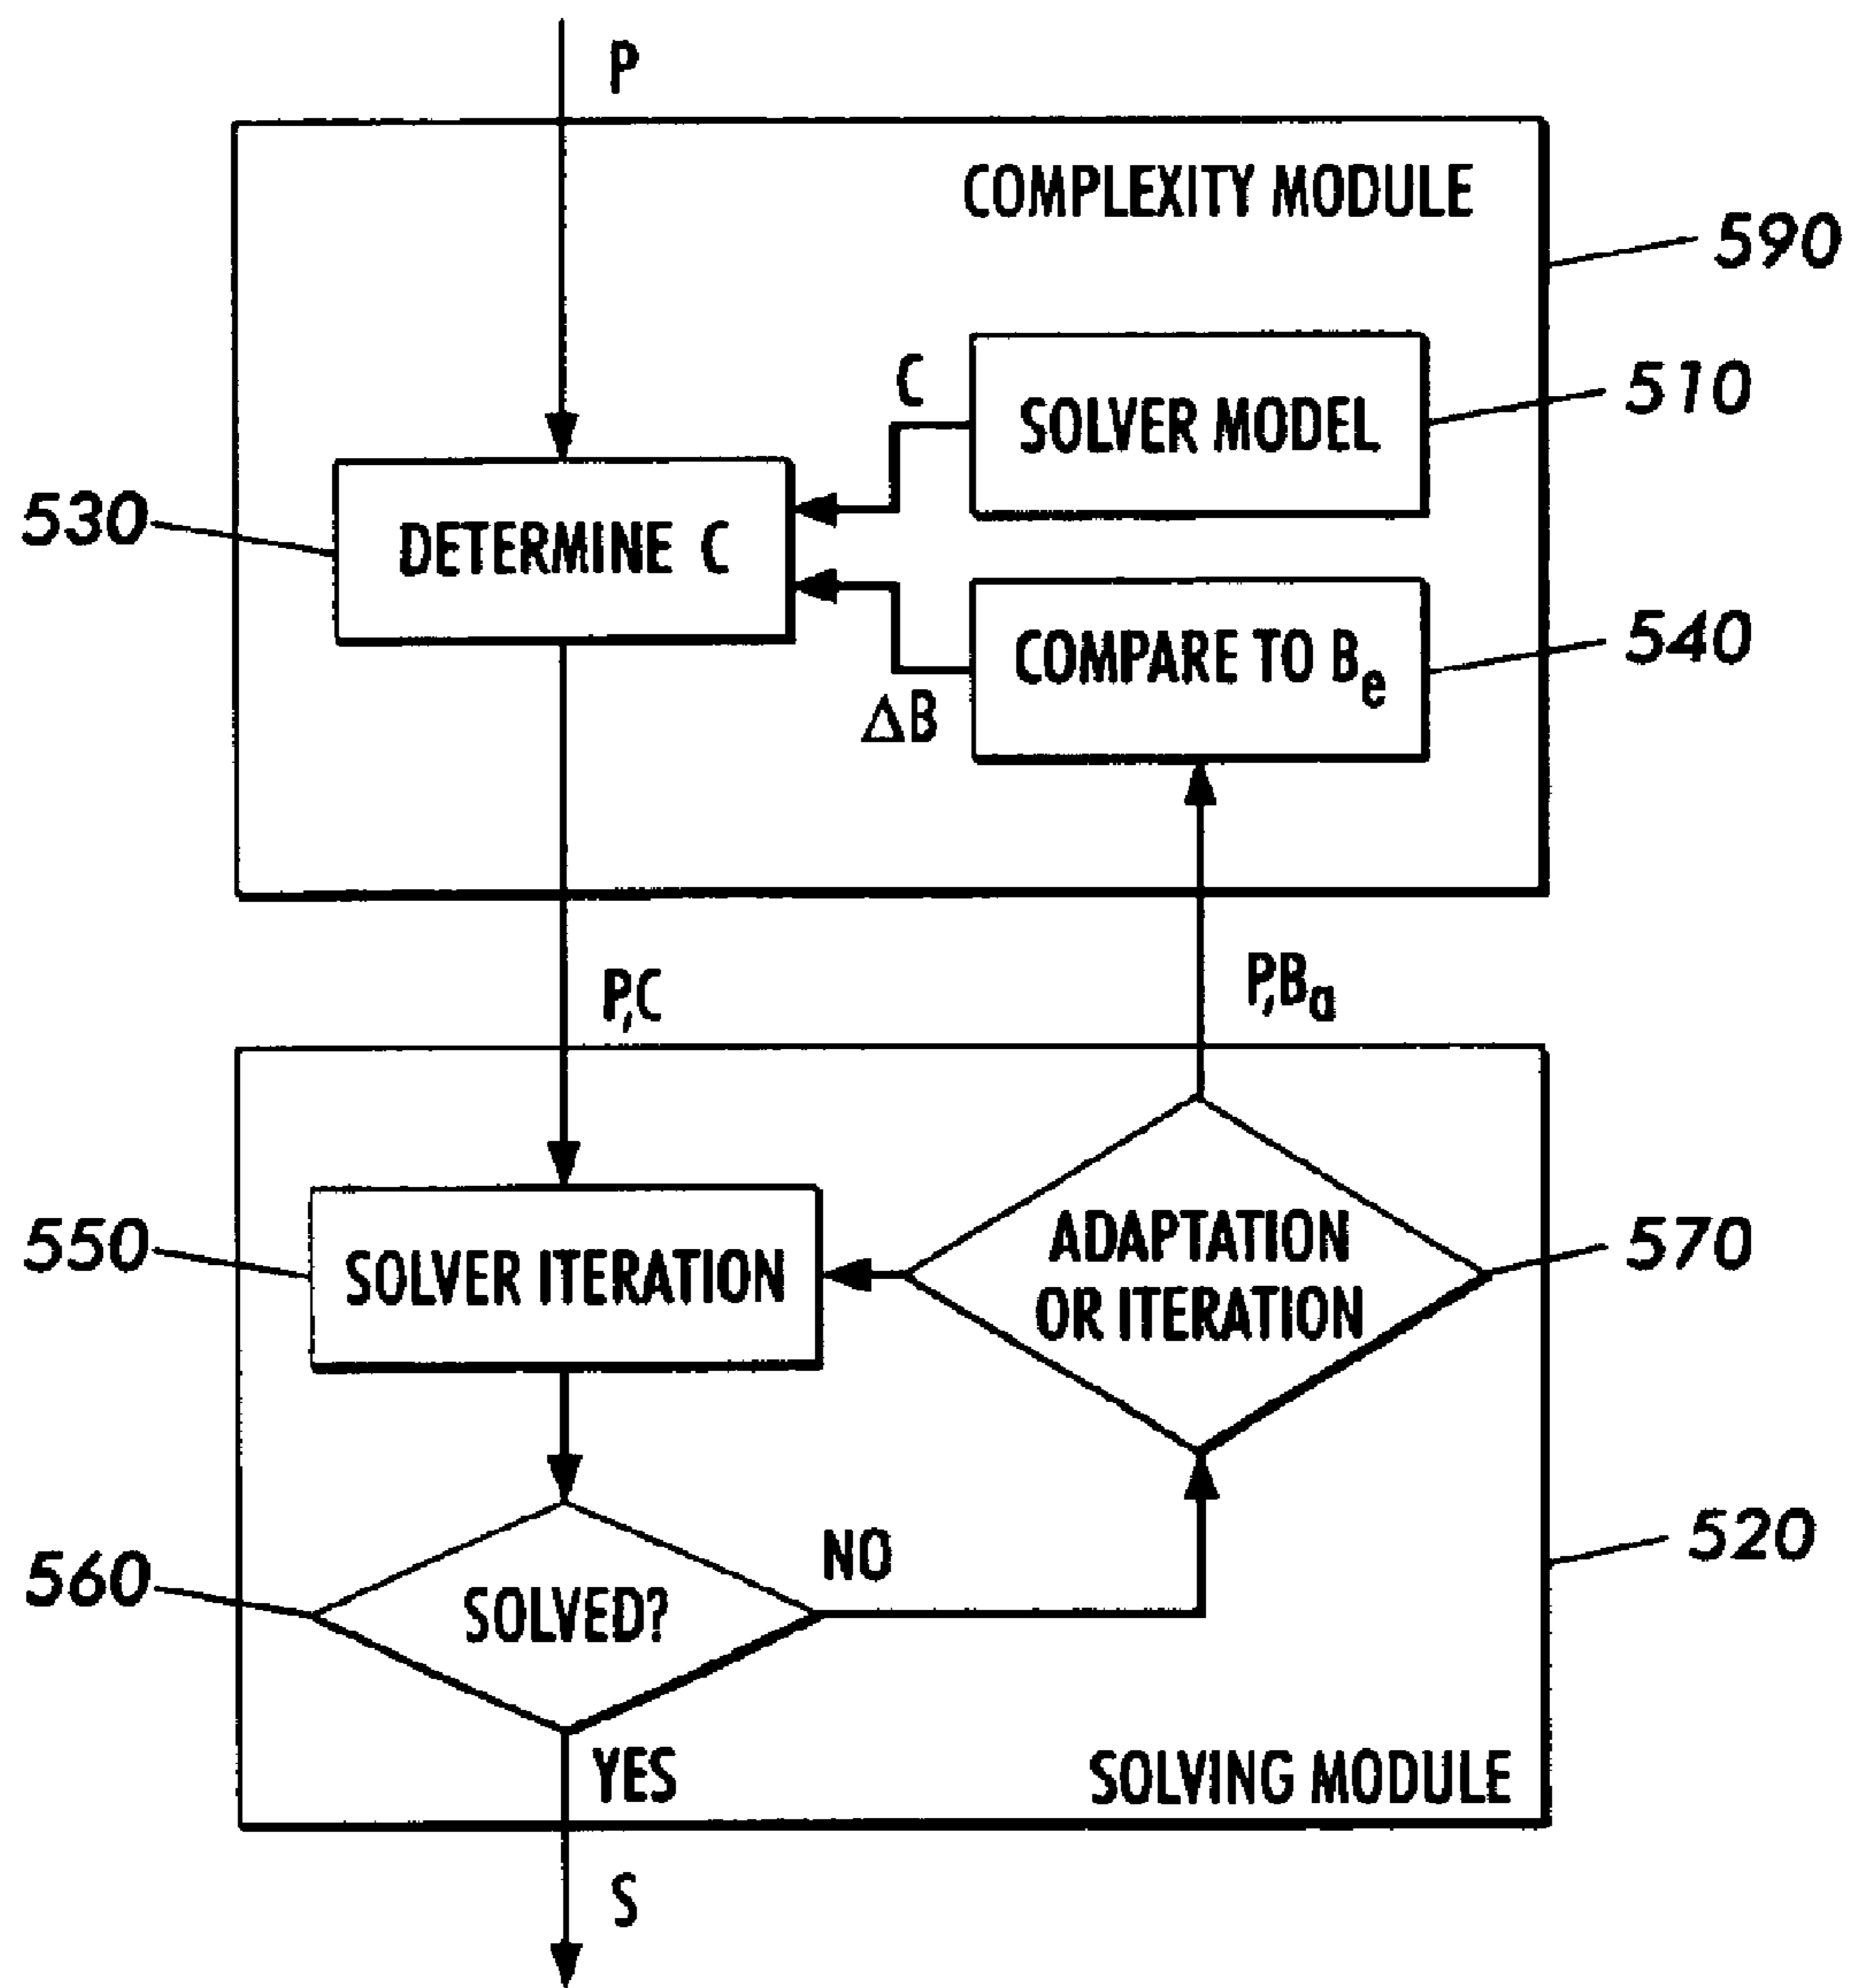 P
COMPLEXITY MODULE
590
C
SOLVER MODEL
510
530
DETERMINE C
COMPARE TO Be
540
ΔB
P,C
P,Ba
550
SOLVER ITERATION
ADAPTATION
OR ITERATION
570
560
SOLVED?
NO
520
YES
SOLVING MODULE
S